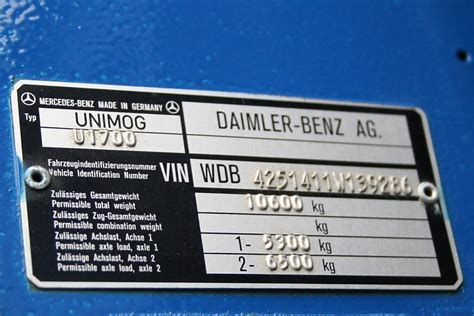 MERCEDES-BENZ MADE IN GERMANY
Typ UNIMOG
U1700
DAIMLER-BENZ AG.
Fahrzeugidentifizierungsnummer
Vehicle Identification Number
VIN WDB 4251411W139286
Zulässiges Gesamtgewicht
Permissible total weight
10600 kg
Zulässiges Zug-Gesamtgewicht
Permissible combination weight
kg
Zulässige Achslast, Achse 1
Permissible axle load, axle 1
1- 5300 kg
Zulässige Achslast, Achse 2
Permissible axle load, axle 2
2- 6500 kg